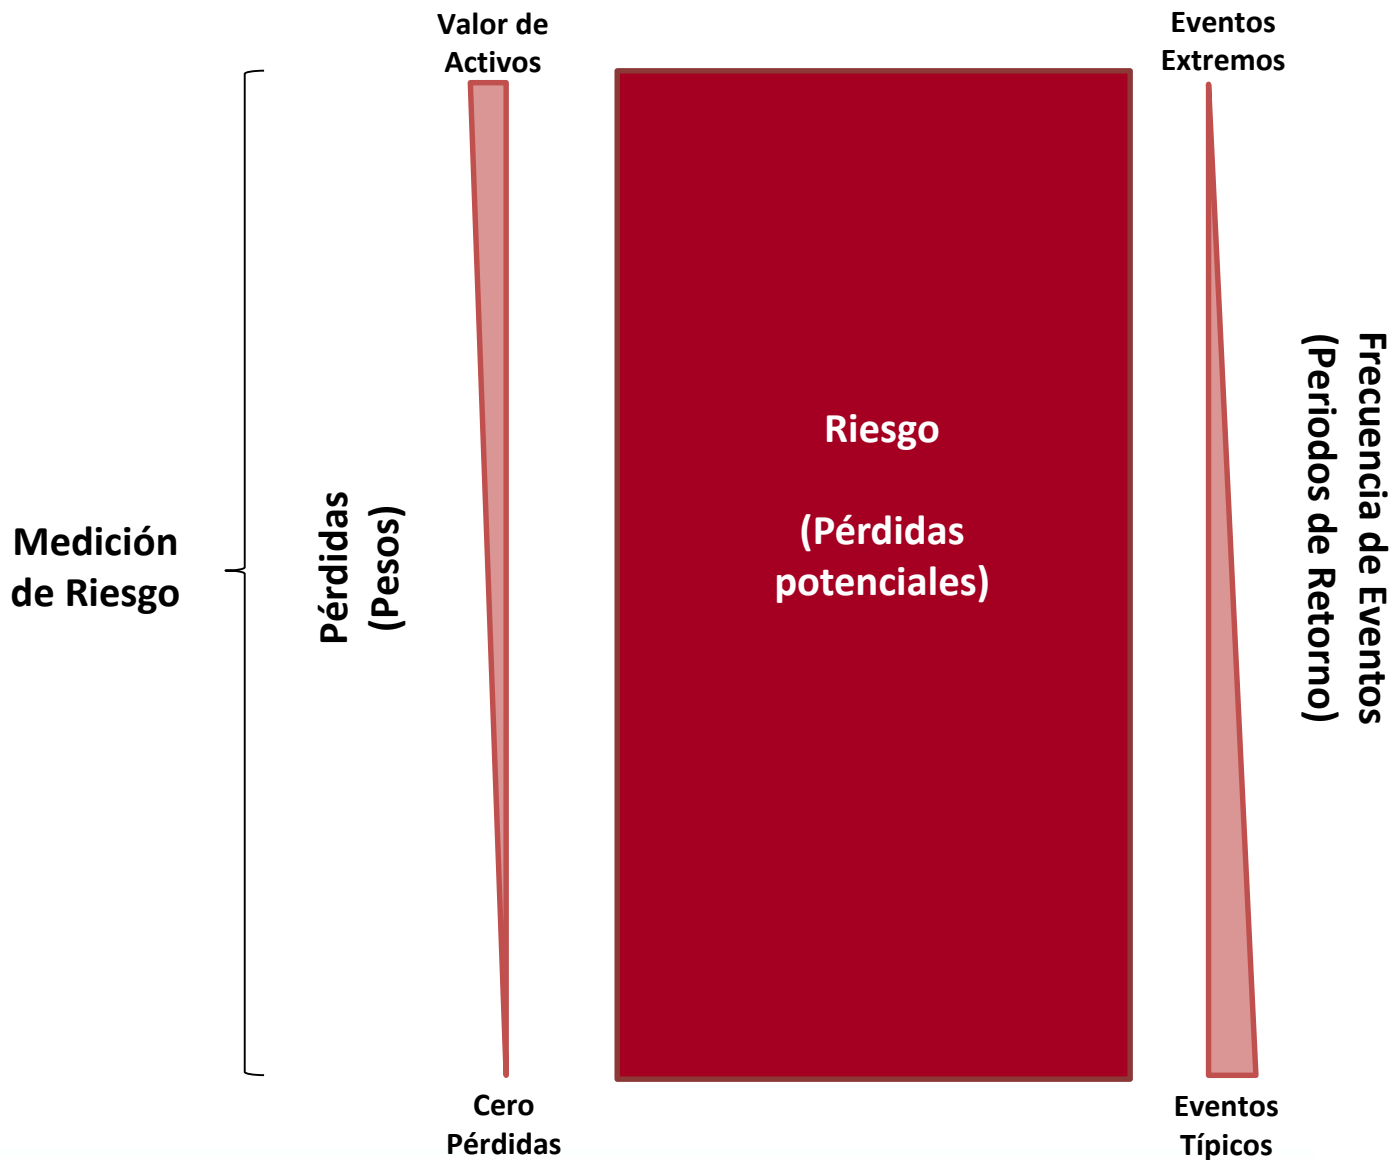 Valor de
Activos
Eventos
Extremos
Medición
de Riesgo
Pérdidas
(Pesos)
Riesgo
(Pérdidas
potenciales)
Frecuencia de Eventos
(Periodos de Retorno)
Cero
Pérdidas
Eventos
Típicos